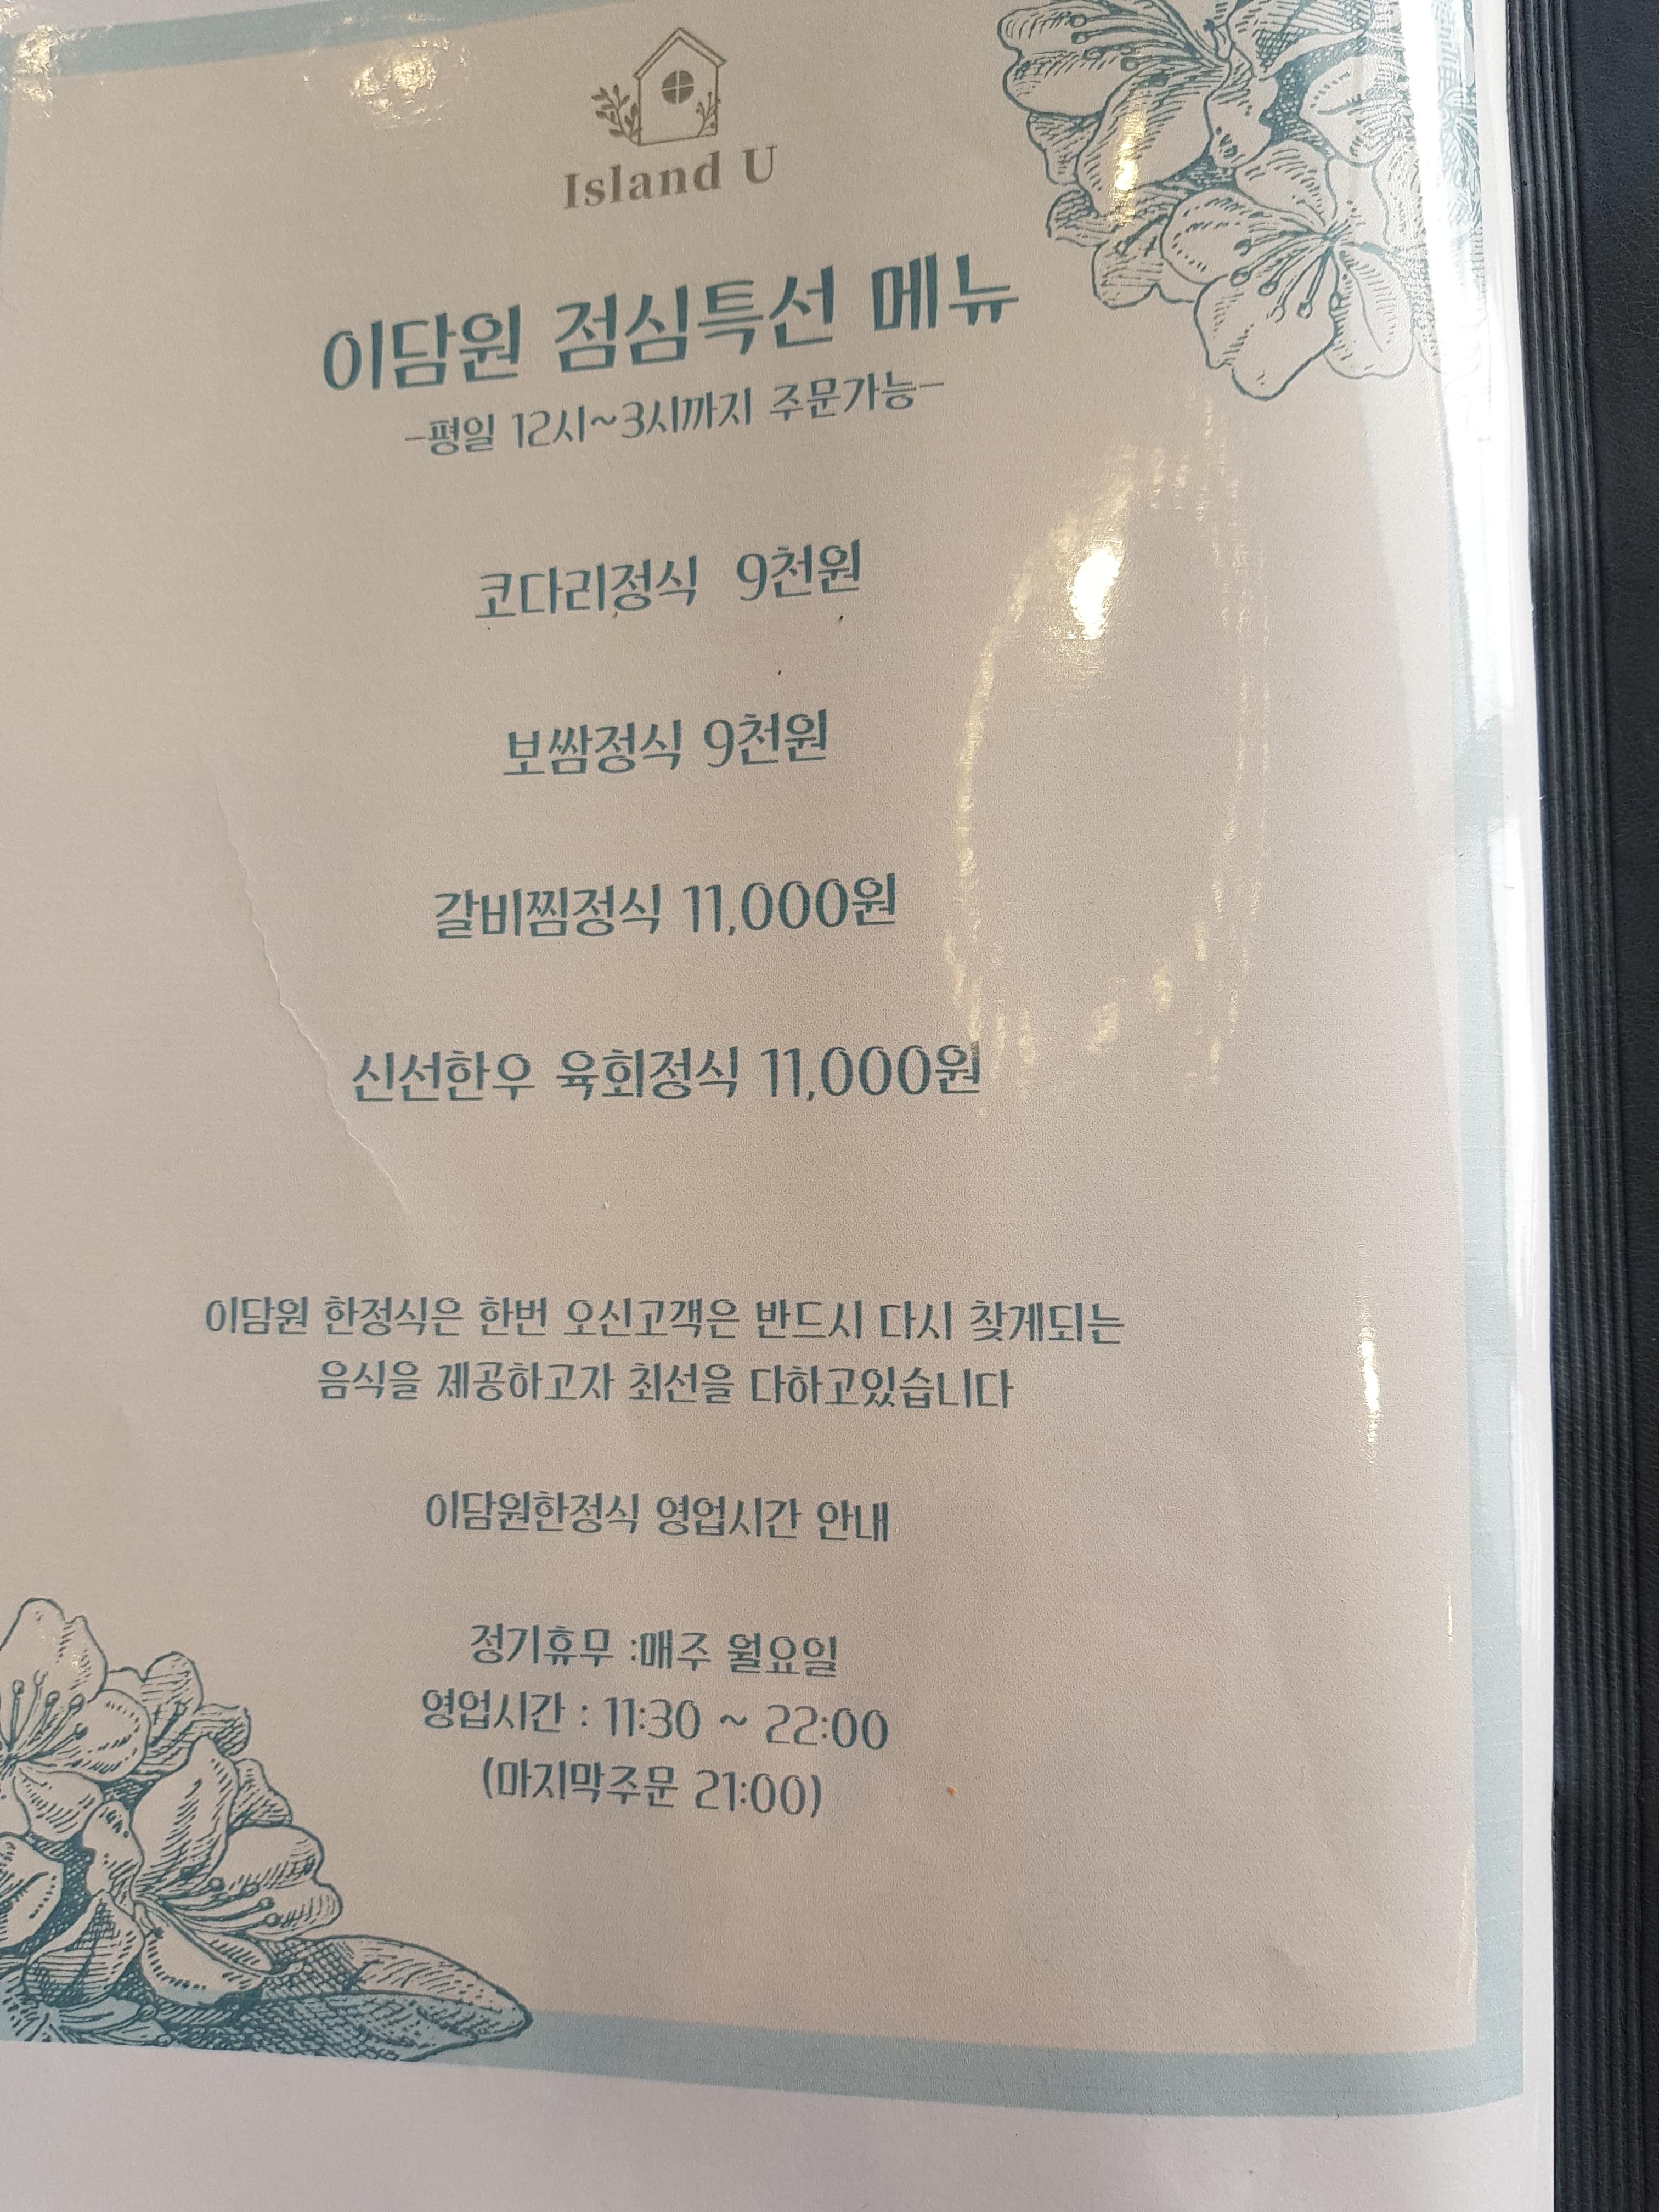 Island U
이담원 점심특선 메뉴
-평일 12시~3시까지 주문가능-
코다리정식 9천원
보쌈정식 9천원
갈비찜정식 11,000원
신선한우 육회정식 11,000원
이담원 한정식은 한번 오신고객은 반드시 다시 찾게되는
음식을 제공하고자 최선을 다하고있습니다
이담원한정식 영업시간 안내
정기휴무 :매주 월요일
영업시간 : 11:30 ~ 22:00
(마지막주문 21:00)